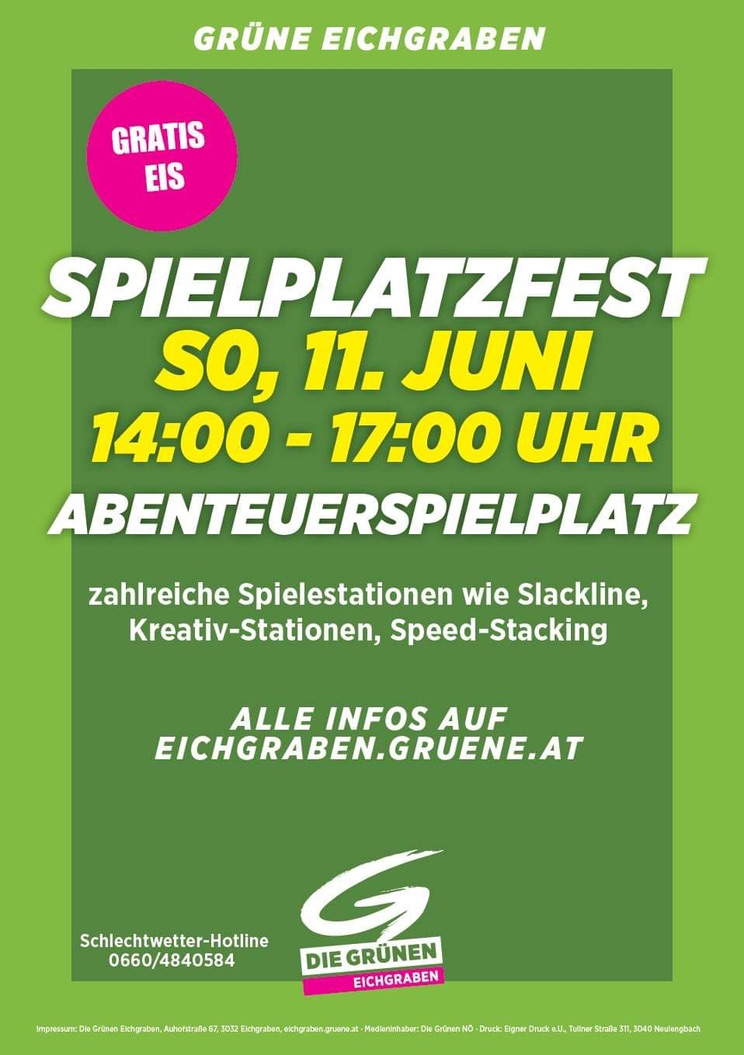 GRÜNE EICHGRABEN
GRATIS
EIS
SPIELPLATZFEST
SO, 11. JUNI
14:00 - 17:00 UHR
ABENTEUERSPIELPLATZ
zahlreiche Spielestationen wie Slackline,
Kreativ-Stationen, Speed-Stacking
ALLE INFOS AUF
EICHGRABEN.GRUENE.AT
Schlechtwetter-Hotline
0660/4840584
DIE GRÜNEN
EICHGRABEN
Impressum: Die Grünen Eichgraben, Auhofstraße 67, 3032 Eichgraben, eichgraben.gruene.at · Medieninhaber: Die Grünen NÖ · Druck: Eigner Druck e.U., Tullner Straße 311, 3040 Neulengbach